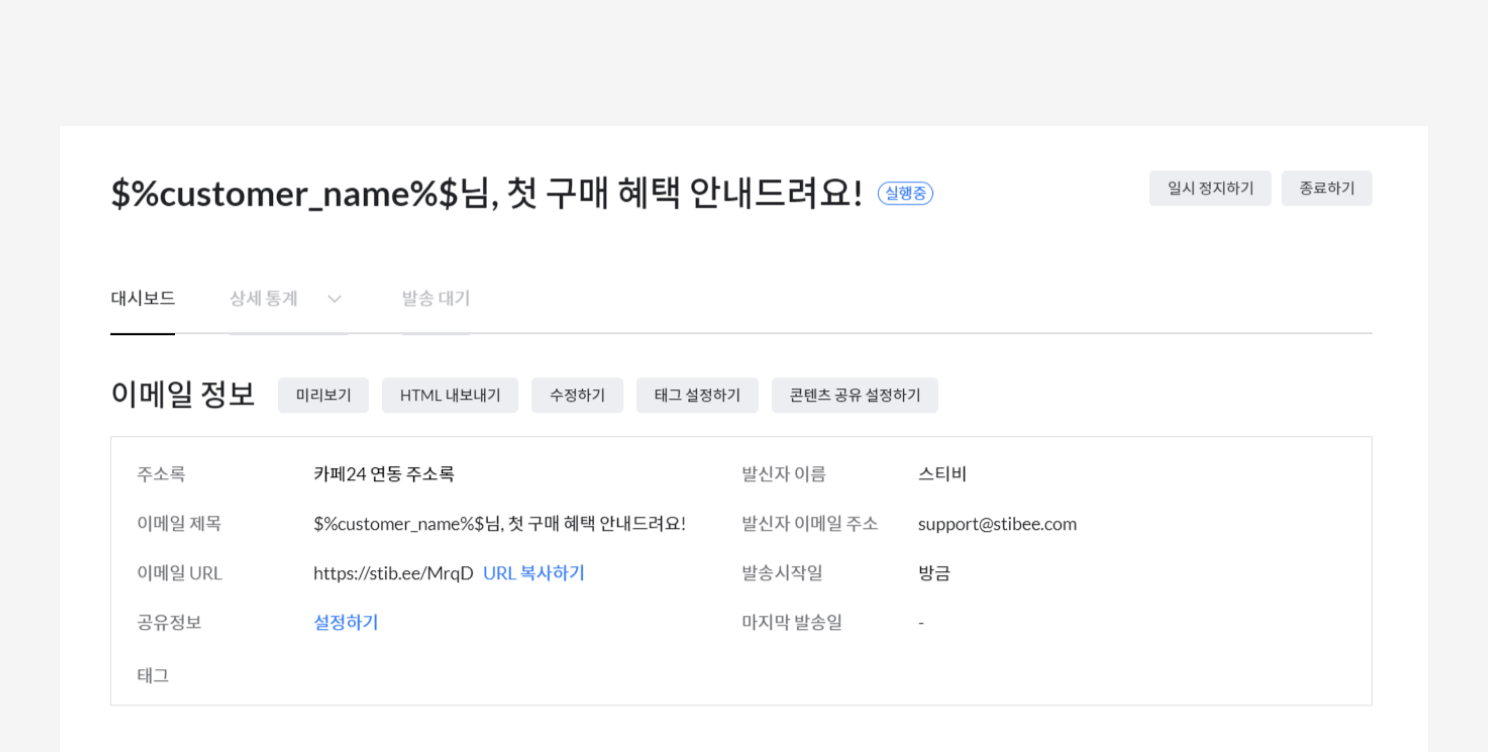 $%customer_name%$님, 첫 구매 혜택 안내드려요! 실행중 일시 정지하기 종료하기
대시보드 상세 통계 발송 대기
이메일 정보 미리보기 HTML 내보내기 수정하기 태그 설정하기 콘텐츠 공유 설정하기
주소록 카페24 연동 주소록 발신자 이름 스티비
이메일 제목 $%customer_name%$님, 첫 구매 혜택 안내드려요! 발신자 이메일 주소 support@stibee.com
이메일 URL https://stib.ee/MrqD URL 복사하기 발송시작일 방금
공유정보 설정하기 마지막 발송일 -
태그